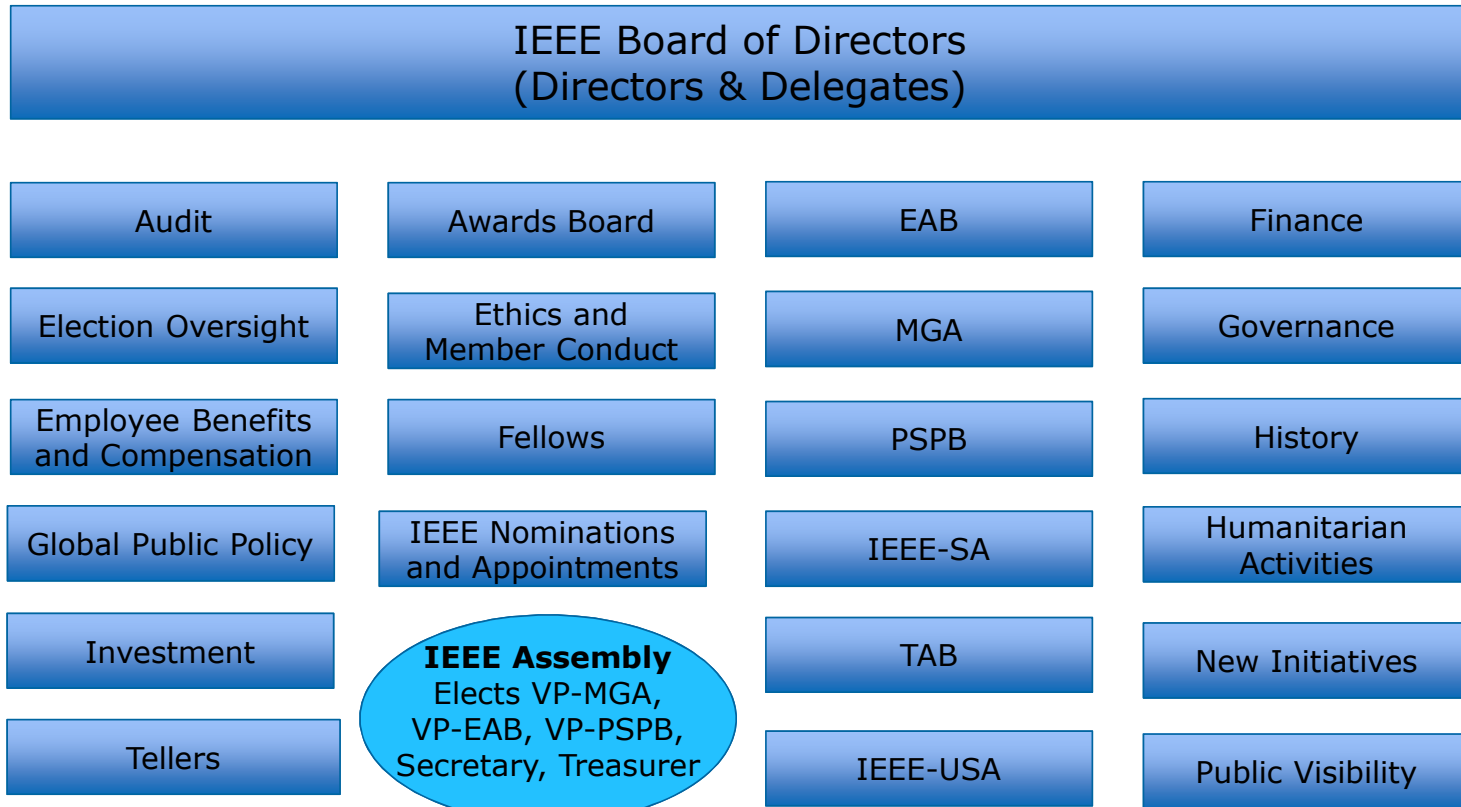 IEEE Board of Directors
(Directors & Delegates)
Audit
Awards Board
EAB
Finance
Election Oversight
Ethics and
Member Conduct
MGA
Governance
Employee Benefits
and Compensation
Fellows
PSPB
History
Global Public Policy
IEEE Nominations
and Appointments
IEEE-SA
Humanitarian
Activities
Investment
IEEE Assembly
Elects VP-MGA,
VP-EAB, VP-PSPB,
Secretary, Treasurer
TAB
New Initiatives
Tellers
IEEE-USA
Public Visibility